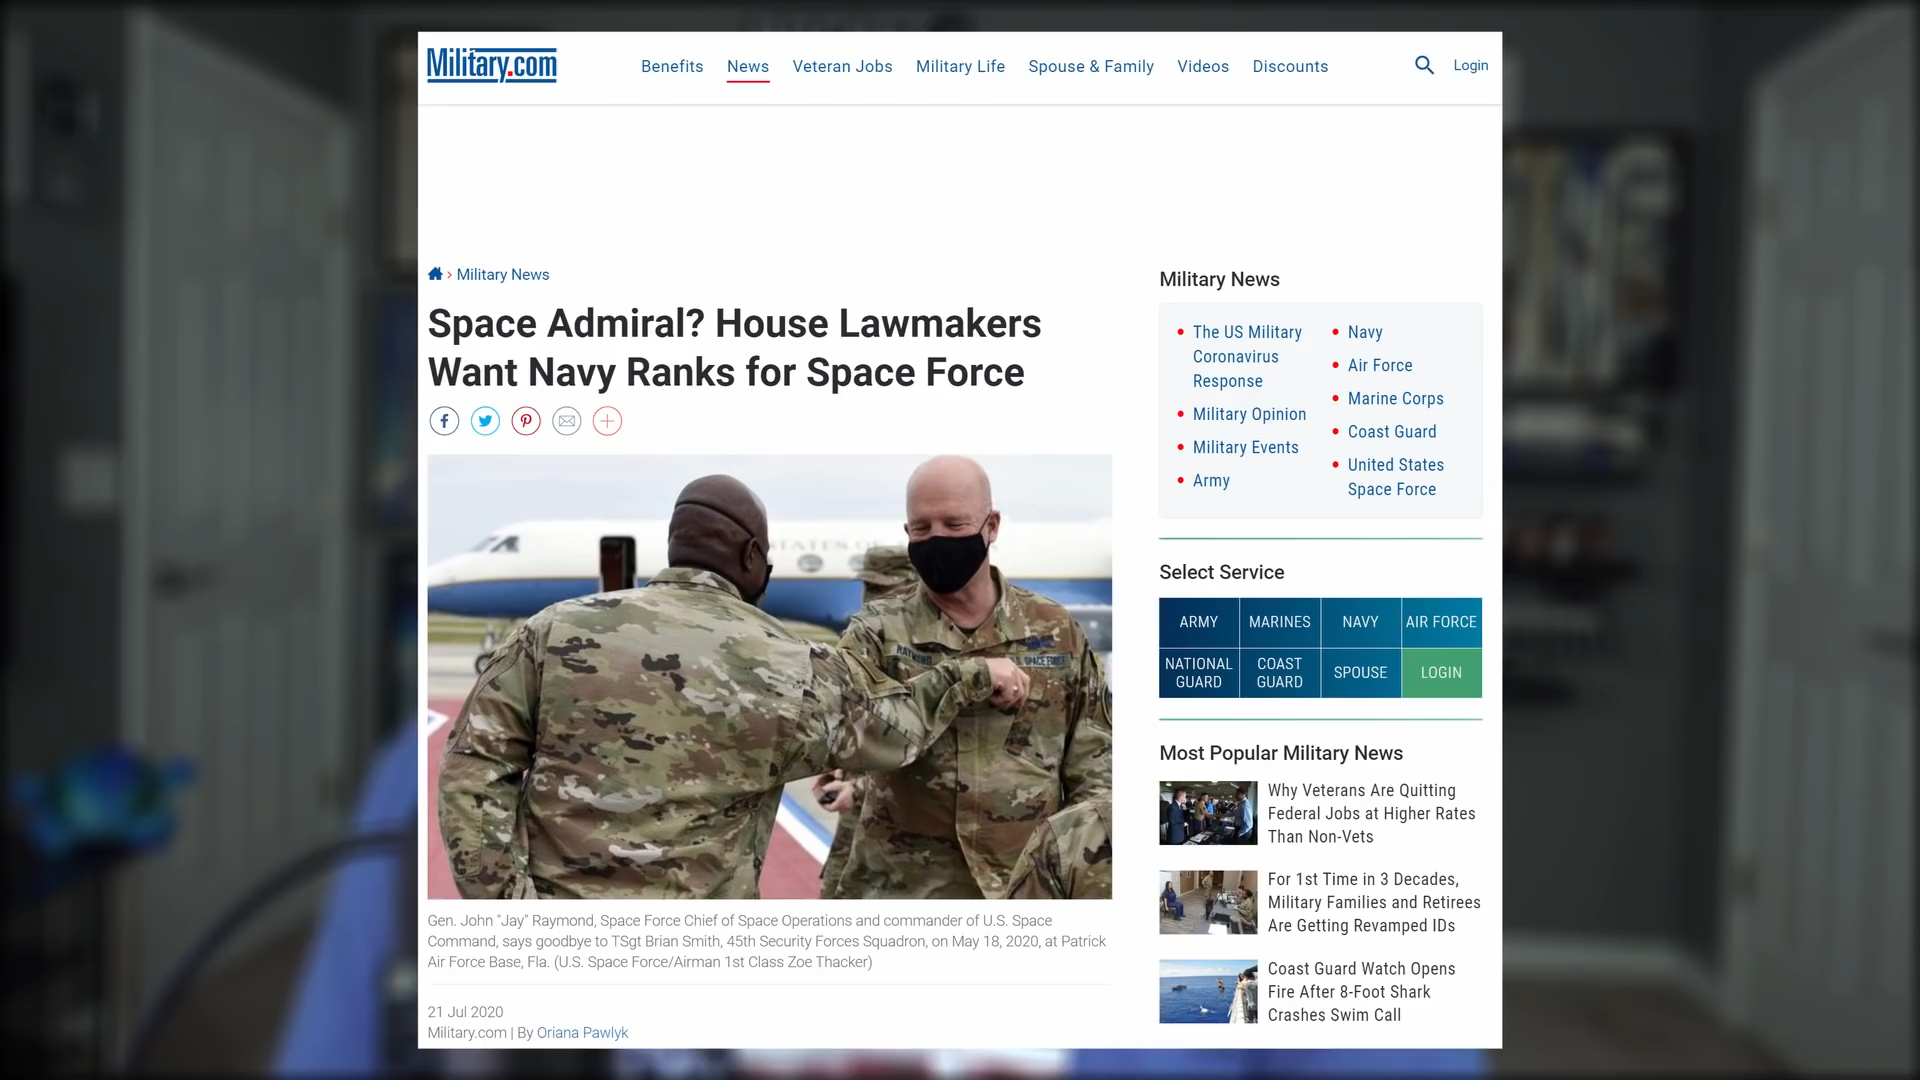 Military.com
Benefits
News
Veteran Jobs
Military Life
Spouse & Family
Videos
Discounts
Login
Military News
Space Admiral? House Lawmakers
Want Navy Ranks for Space Force
Gen. John "Jay" Raymond, Space Force Chief of Space Operations and commander of U.S. Space
Command, says goodbye to TSgt Brian Smith, 45th Security Forces Squadron, on May 18, 2020, at Patrick
Air Force Base, Fla. (U.S. Space Force/Airman 1st Class Zoe Thacker)
21 Jul 2020
Military.com | By Oriana Pawlyk
Military News
The US Military
Coronavirus
Response
Military Opinion
Military Events
Army
Navy
Air Force
Marine Corps
Coast Guard
United States
Space Force
Select Service
ARMY
MARINES
NAVY
AIR FORCE
NATIONAL
GUARD
COAST
GUARD
SPOUSE
LOGIN
Most Popular Military News
Why Veterans Are Quitting
Federal Jobs at Higher Rates
Than Non-Vets
For 1st Time in 3 Decades,
Military Families and Retirees
Are Getting Revamped IDs
Coast Guard Watch Opens
Fire After 8-Foot Shark
Crashes Swim Call
RAYMOND
U.S. SPACE FORCE